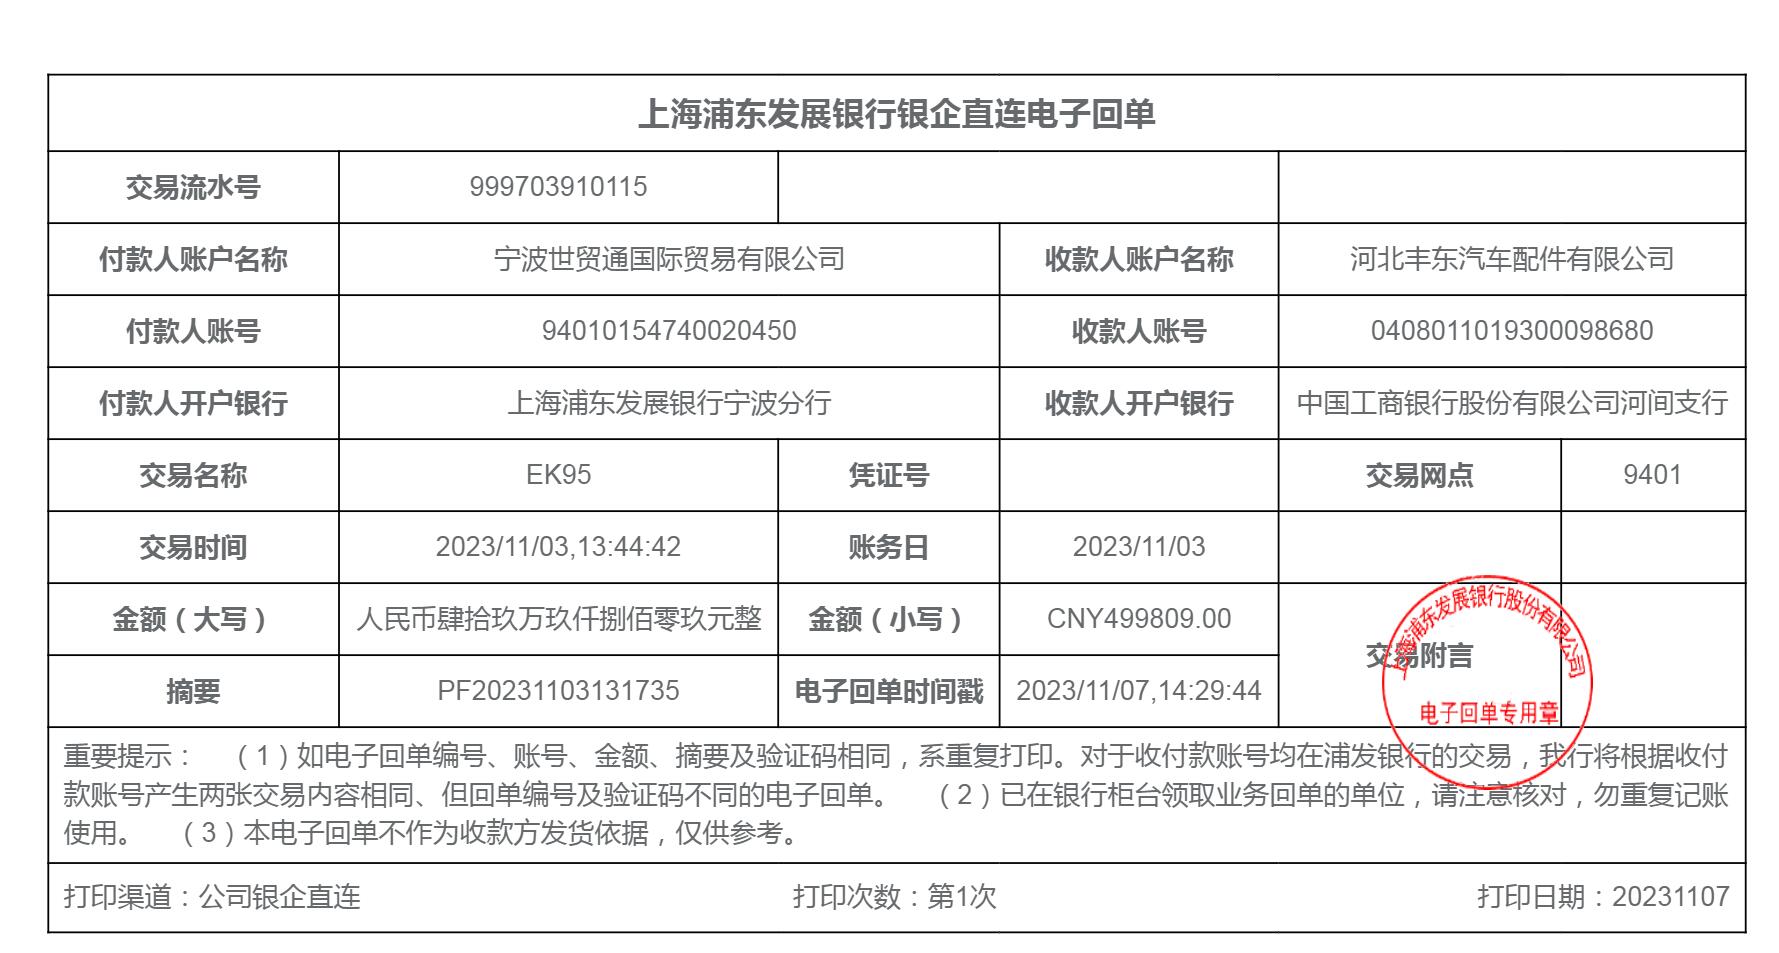 上海浦东发展银行银企直连电子回单
交易流水号 999703910115
付款人账户名称 宁波世贸通国际贸易有限公司 收款人账户名称 河北丰东汽车配件有限公司
付款人账号 94010154740020450 收款人账号 0408011019300098680
付款人开户银行 上海浦东发展银行宁波分行 收款人开户银行 中国工商银行股份有限公司河间支行
交易名称 EK95 凭证号 交易网点 9401
交易时间 2023/11/03,13:44:42 账务日 2023/11/03
金额（大写） 人民币肆拾玖万玖仟捌佰零玖元整 金额（小写） CNY499809.00
交易附言
摘要 PF20231103131735 电子回单时间戳 2023/11/07,14:29:44
上海浦东发展银行股份有限公司
电子回单专用章
重要提示： （1）如电子回单编号、账号、金额、摘要及验证码相同，系重复打印。对于收付款账号均在浦发银行的交易，我行将根据收付
款账号产生两张交易内容相同、但回单编号及验证码不同的电子回单。 （2）已在银行柜台领取业务回单的单位，请注意核对，勿重复记账
使用。 （3）本电子回单不作为收款方发货依据，仅供参考。
打印渠道：公司银企直连 打印次数：第1次 打印日期：20231107